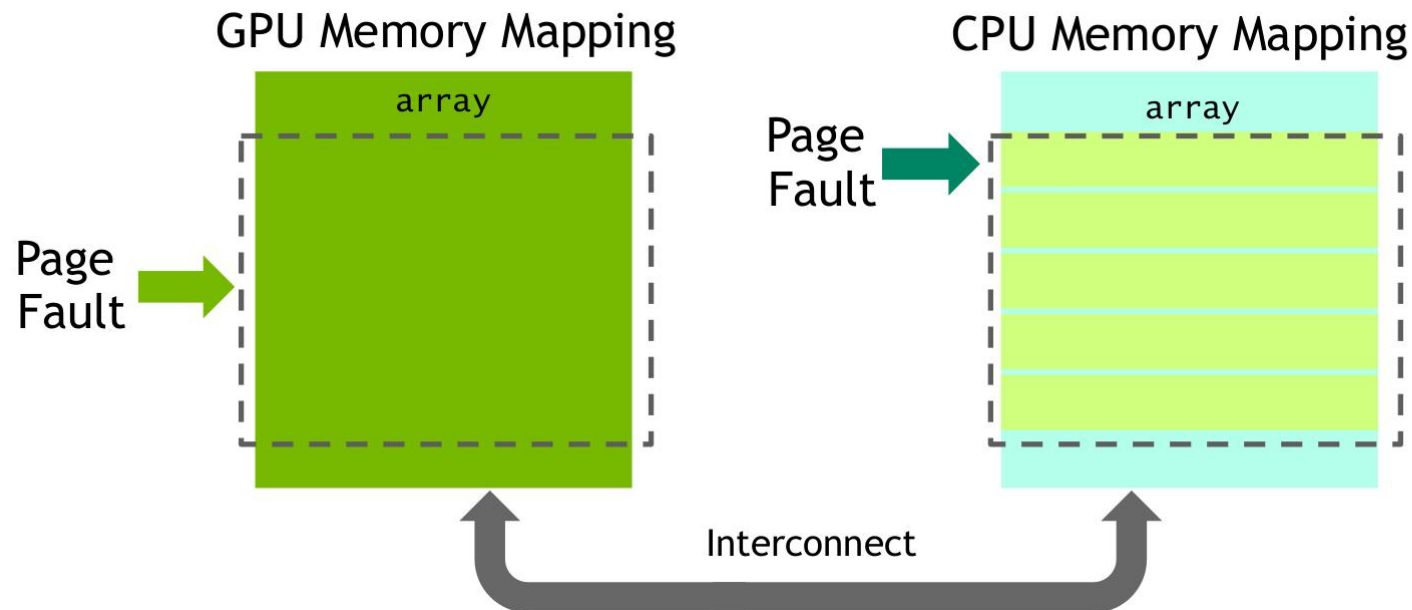 GPU Memory Mapping
array
Page
Fault
CPU Memory Mapping
array
Page
Fault
Interconnect